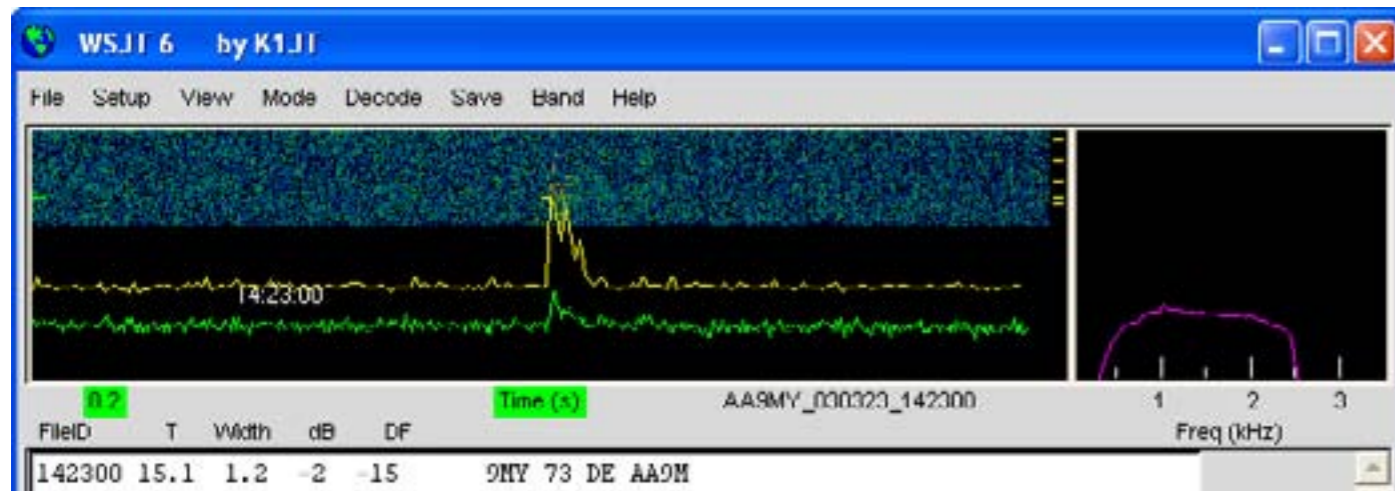 WSJT 6 by K1JT
File Setup View Mode Decode Save Band Help
14:23:00
0.2 Time (s) AA9MY_030323_142300 1 2 3
FileID T Width dB DF Freq (kHz)
142300 15.1 1.2 -2 -15 9MY 73 DE AA9M